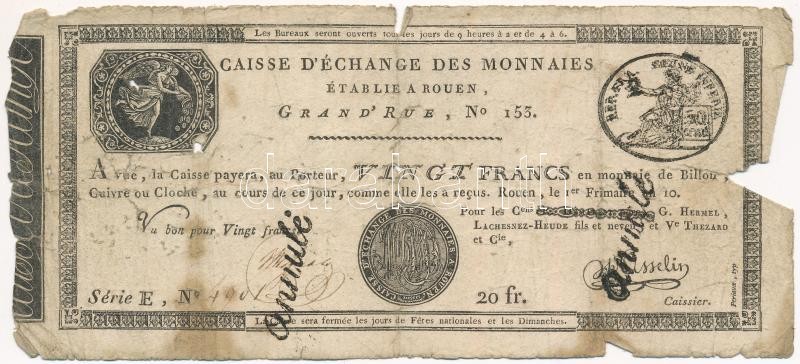 Les Bureaux seront ouverts tous les jours de 9 heures à 2 et de 4 à 6.
CAISSE D'ÉCHANGE DES MONNAIES
ÉTABLIE A ROUEN,
GRAND'RUE, No 153.
SEINE INFERIE
A vue, la Caisse payera, au Porteur, VINGT FRANCS en monnaie de Billon,
Cuivre ou Cloche, au cours de ce jour, comme elle les a reçus. Rouen, le 1er Frimaire an 10.
Vu bon pour Vingt francs
Pour les Cens G. HERMEL,
LACHESNEZ-HEUDE fils et neveu et Ve THEZARD
et Cie,
CAISSE D'ÉCHANGE DES MONNAIES A ROUEN
annulé
annulé
Série E, No
20 fr.
Caissier.
La Caisse sera fermée les jours de Fêtes nationales et les Dimanches.
darabanth